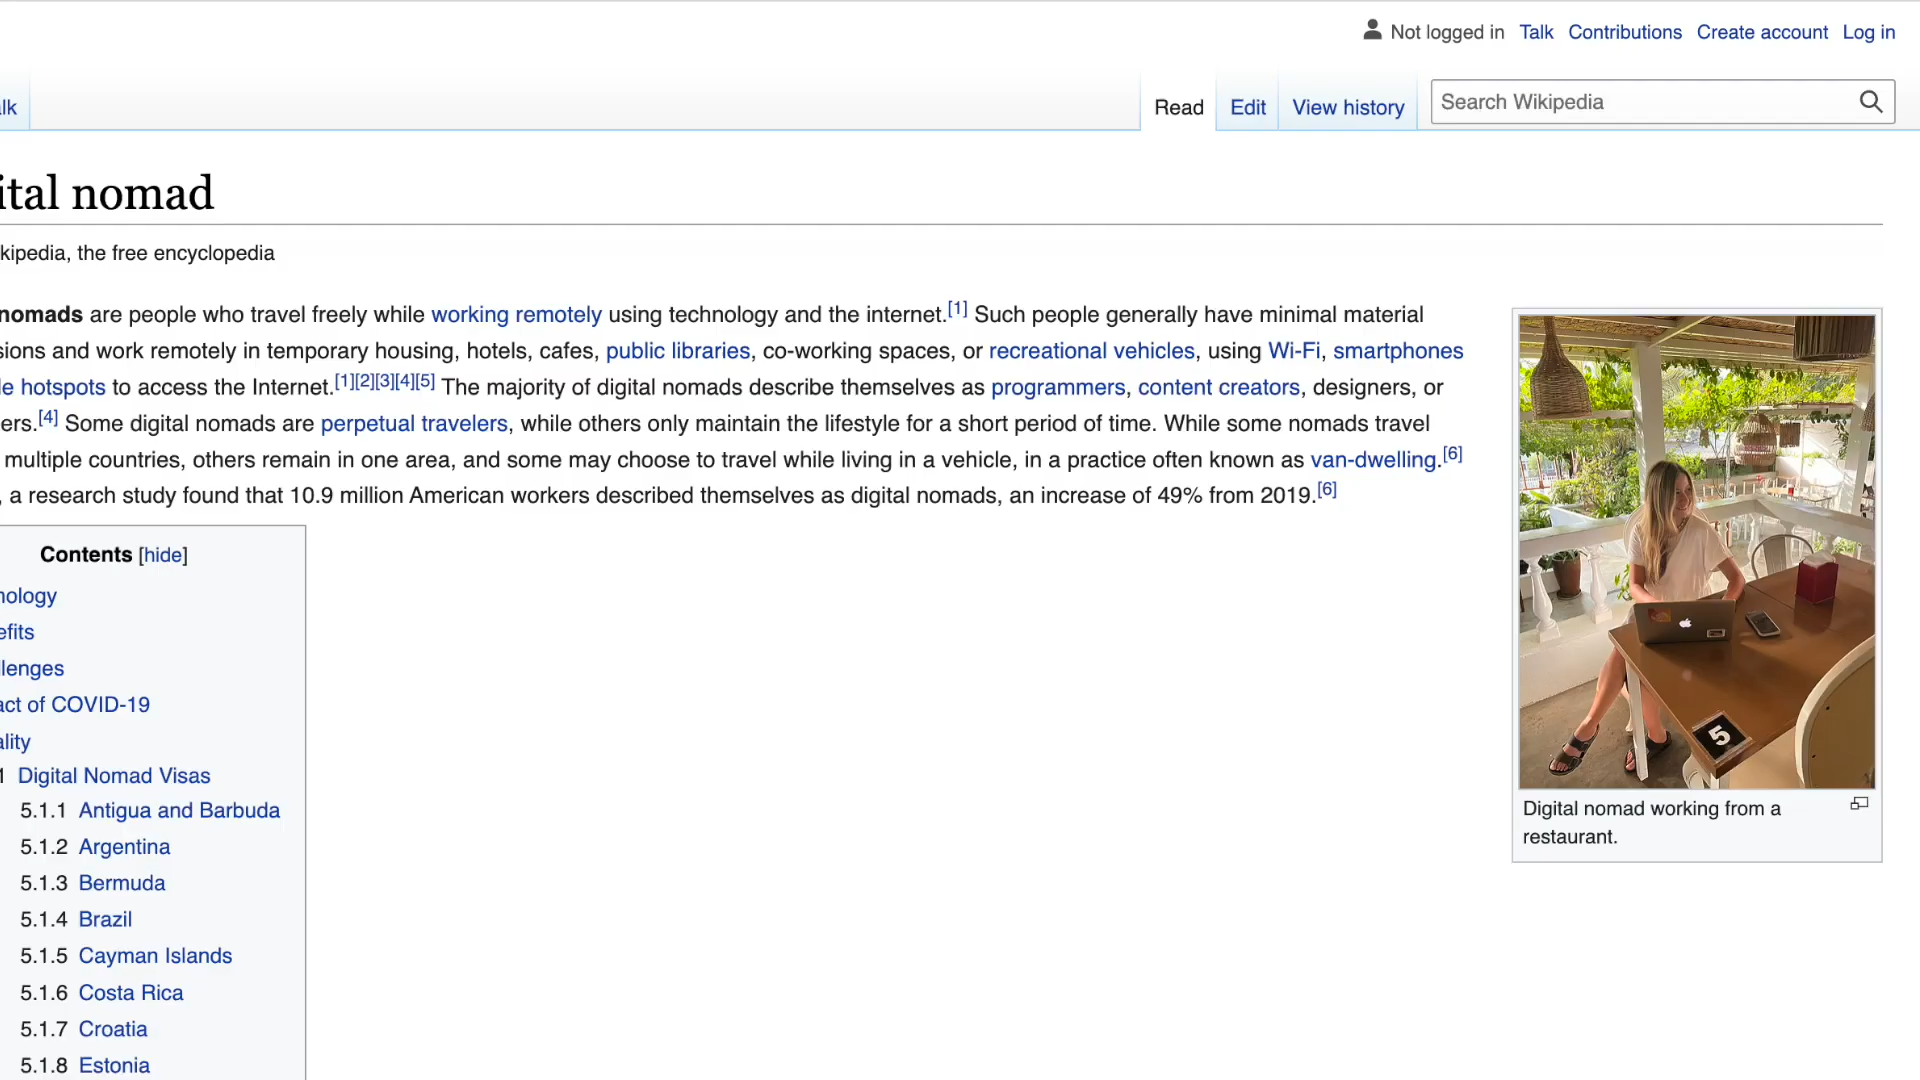 Not logged in Talk Contributions Create account Log in
lk
Read Edit View history Search Wikipedia
ital nomad
kipedia, the free encyclopedia
nomads are people who travel freely while working remotely using technology and the internet.[1] Such people generally have minimal material
sions and work remotely in temporary housing, hotels, cafes, public libraries, co-working spaces, or recreational vehicles, using Wi-Fi, smartphones
le hotspots to access the Internet.[1][2][3][4][5] The majority of digital nomads describe themselves as programmers, content creators, designers, or
ers.[4] Some digital nomads are perpetual travelers, while others only maintain the lifestyle for a short period of time. While some nomads travel
multiple countries, others remain in one area, and some may choose to travel while living in a vehicle, in a practice often known as van-dwelling.[6]
, a research study found that 10.9 million American workers described themselves as digital nomads, an increase of 49% from 2019.[6]
5
Digital nomad working from a
restaurant.
Contents [hide]
nology
efits
llenges
act of COVID-19
ality
1 Digital Nomad Visas
5.1.1 Antigua and Barbuda
5.1.2 Argentina
5.1.3 Bermuda
5.1.4 Brazil
5.1.5 Cayman Islands
5.1.6 Costa Rica
5.1.7 Croatia
5.1.8 Estonia